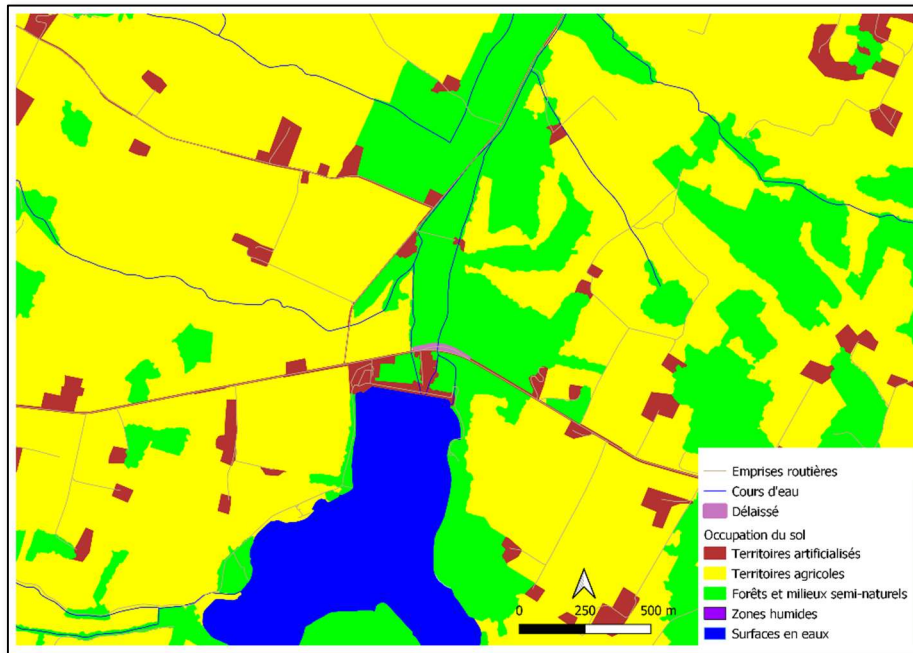 Emprises routières
Cours d'eau
Délaissé
Occupation du sol
Territoires artificialisés
Territoires agricoles
Forêts et milieux semi-naturels
Zones humides
Surfaces en eaux
0 250 500 m